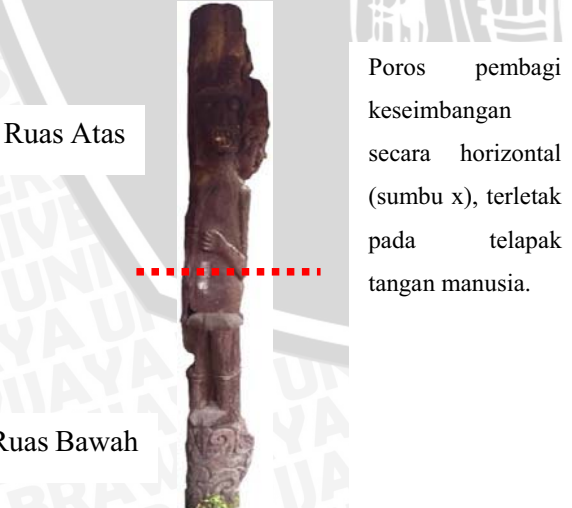 Ruas Atas
Poros pembagi
keseimbangan
secara horizontal
(sumbu x), terletak
pada telapak
tangan manusia.
Ruas Bawah